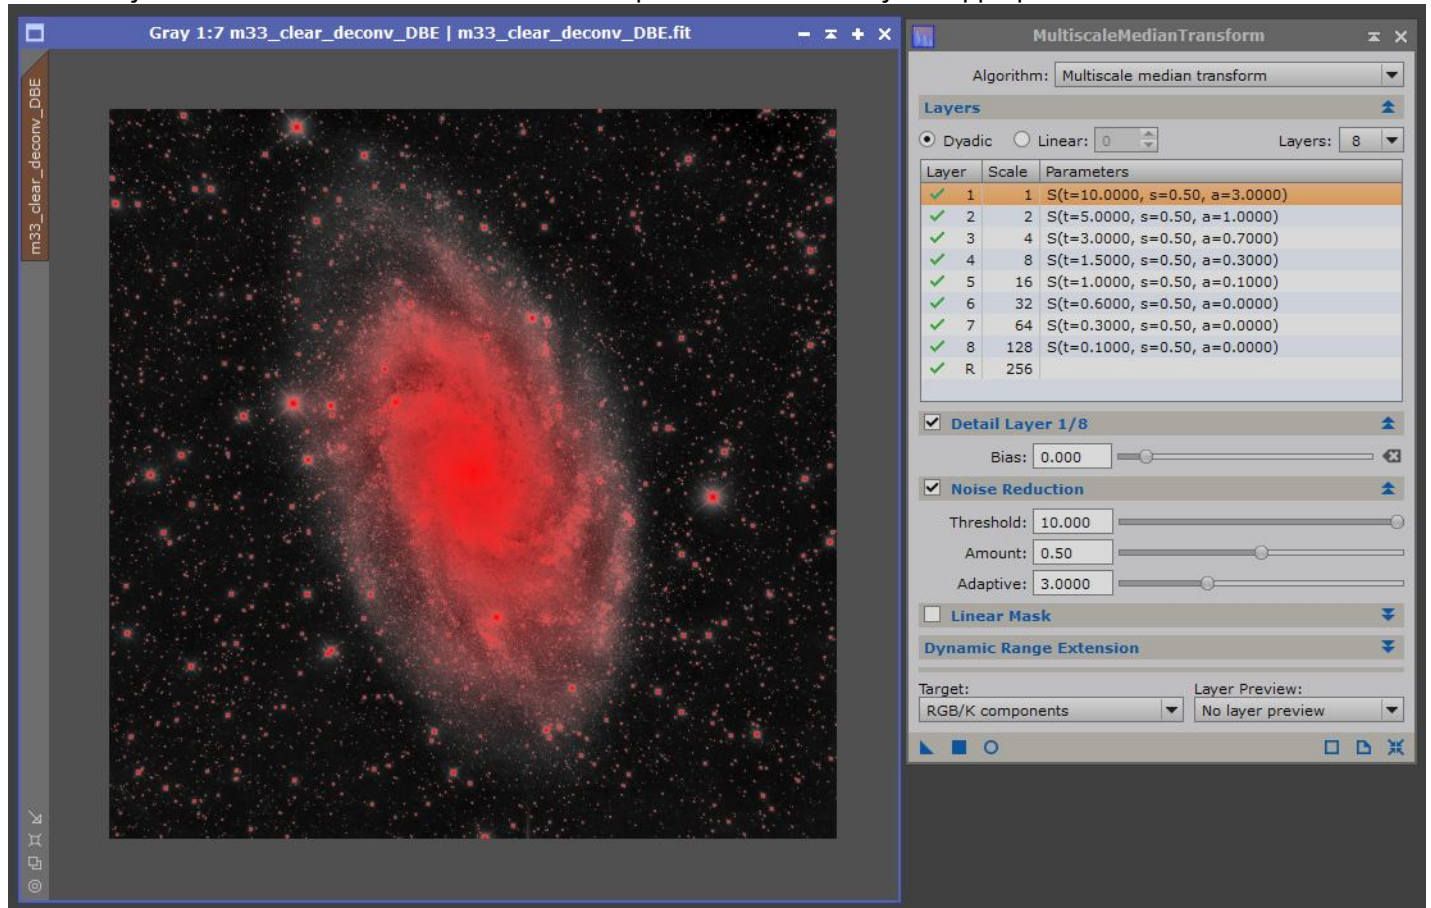 Gray 1:7 m33_clear_deconv_DBE | m33_clear_deconv_DBE.fit
m33_clear_deconv_DBE
MultiscaleMedianTransform
Algorithm: Multiscale median transform
Layers
Dyadic Linear: 0 Layers: 8
Layer Scale Parameters
1 1 S(t=10.0000, s=0.50, a=3.0000)
2 2 S(t=5.0000, s=0.50, a=1.0000)
3 4 S(t=3.0000, s=0.50, a=0.7000)
4 8 S(t=1.5000, s=0.50, a=0.3000)
5 16 S(t=1.0000, s=0.50, a=0.1000)
6 32 S(t=0.6000, s=0.50, a=0.0000)
7 64 S(t=0.3000, s=0.50, a=0.0000)
8 128 S(t=0.1000, s=0.50, a=0.0000)
R 256
Detail Layer 1/8
Bias: 0.000
Noise Reduction
Threshold: 10.000
Amount: 0.50
Adaptive: 3.0000
Linear Mask
Dynamic Range Extension
Target: Layer Preview:
RGB/K components No layer preview